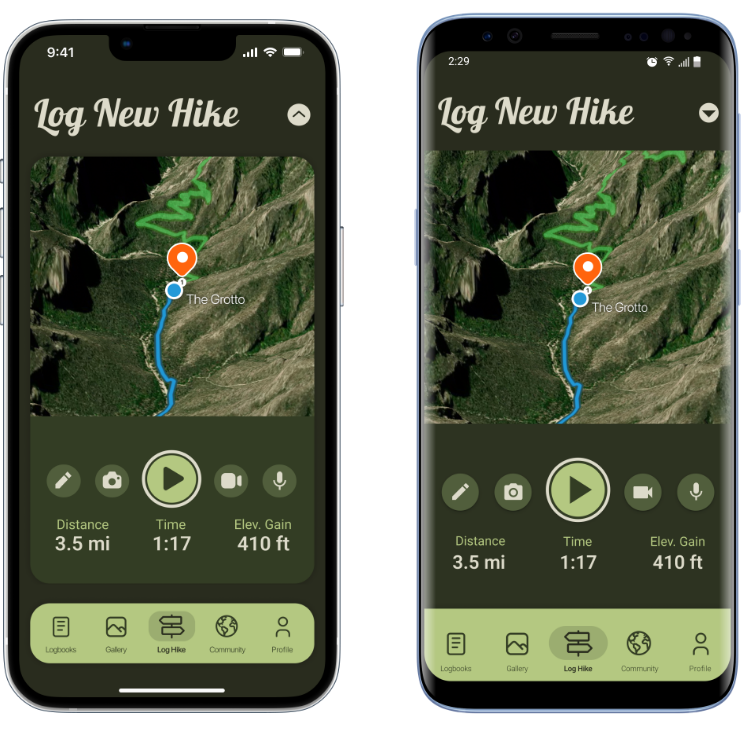 9:41
Log New Hike
1
The Grotto
Distance Time Elev. Gain
3.5 mi 1:17 410 ft
Logbooks Gallery Log Hike Community Profile
2:29
Log New Hike
1
The Grotto
Distance Time Elev. Gain
3.5 mi 1:17 410 ft
Logbooks Gallery Log Hike Community Profile